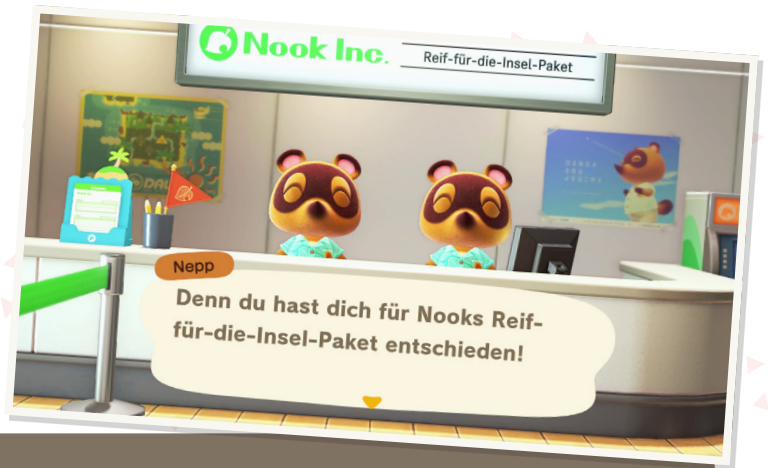 Nook Inc.
Reif-für-die-Insel-Paket
Nepp
Denn du hast dich für Nooks Reif-
für-die-Insel-Paket entschieden!